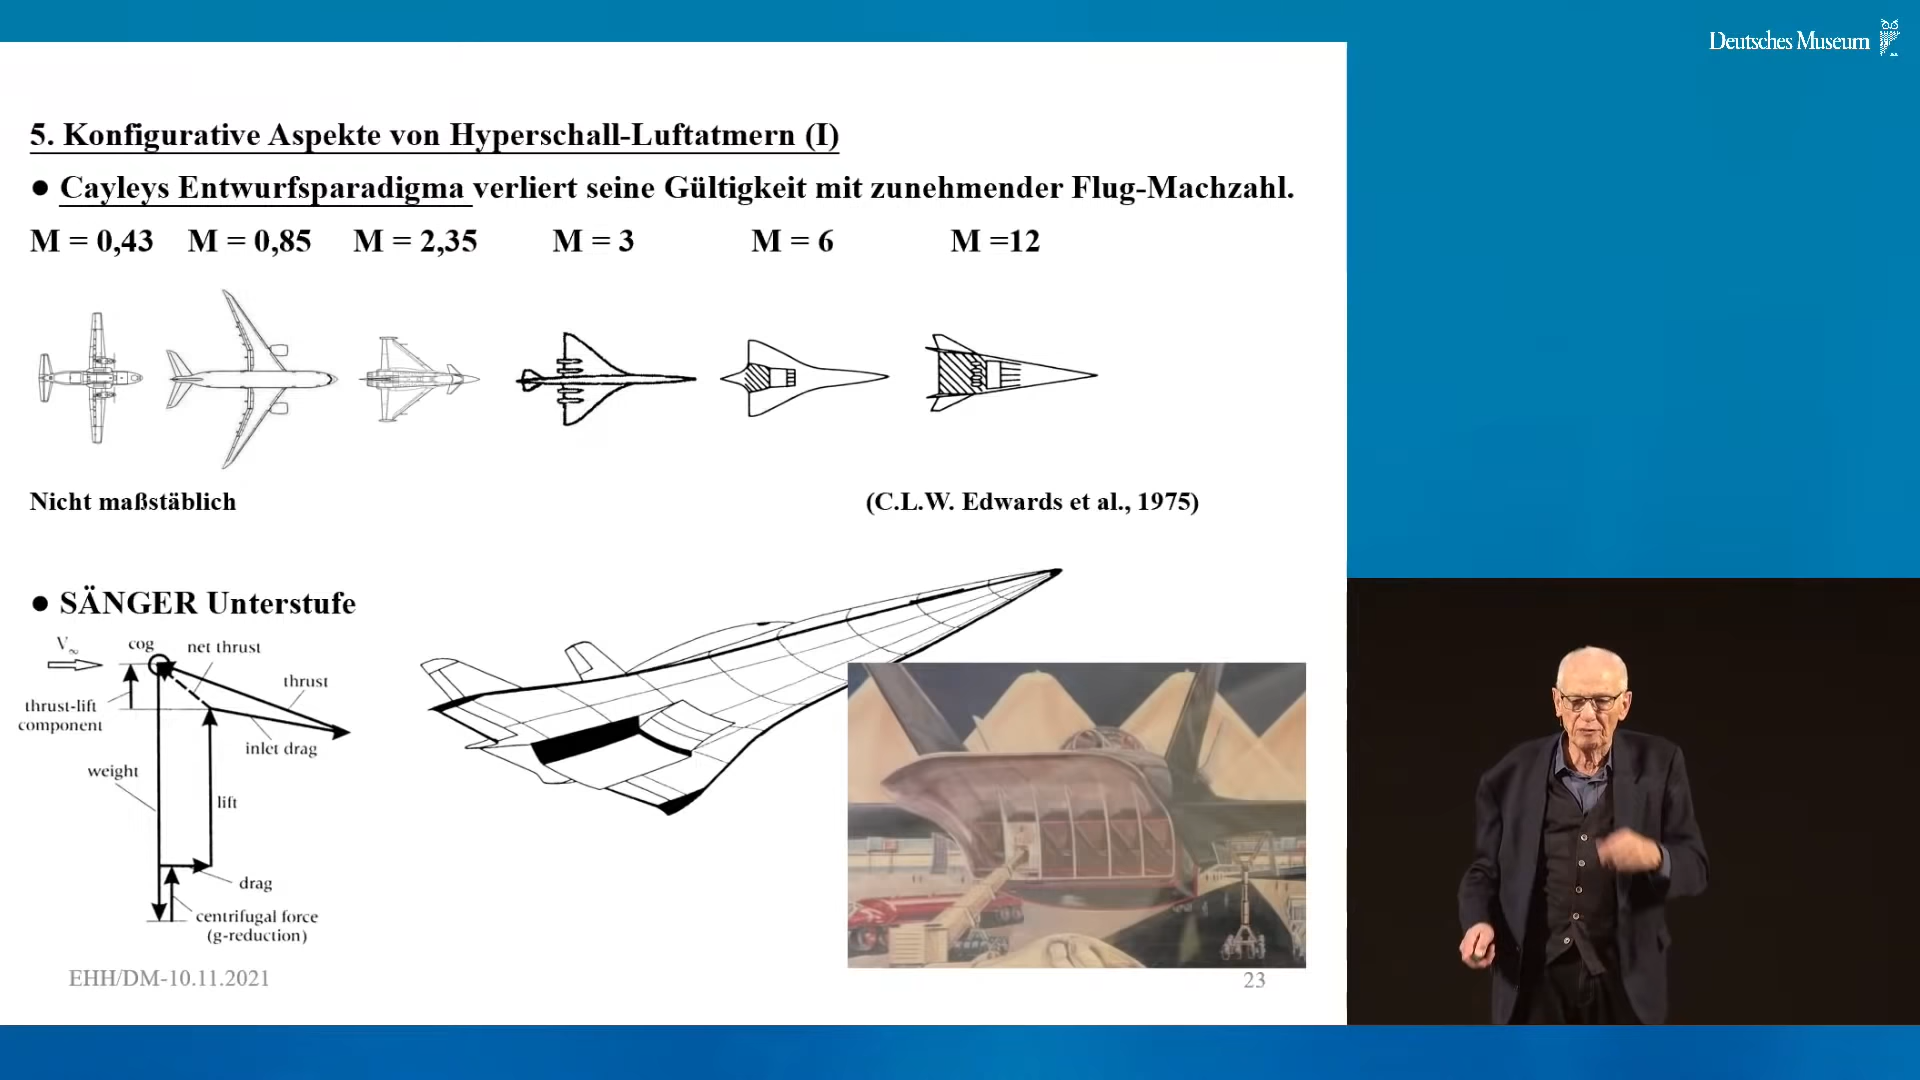 Deutsches Museum
5. Konfigurative Aspekte von Hyperschall-Luftatmern (I)
● Cayleys Entwurfsparadigma verliert seine Gültigkeit mit zunehmender Flug-Machzahl.
M = 0,43 M = 0,85 M = 2,35 M = 3 M = 6 M =12
Nicht maßstäblich (C.L.W. Edwards et al., 1975)
● SÄNGER Unterstufe
V∞
cog
net thrust
thrust
thrust-lift
component
inlet drag
weight
lift
drag
centrifugal force
(g-reduction)
EHH/DM-10.11.2021
23